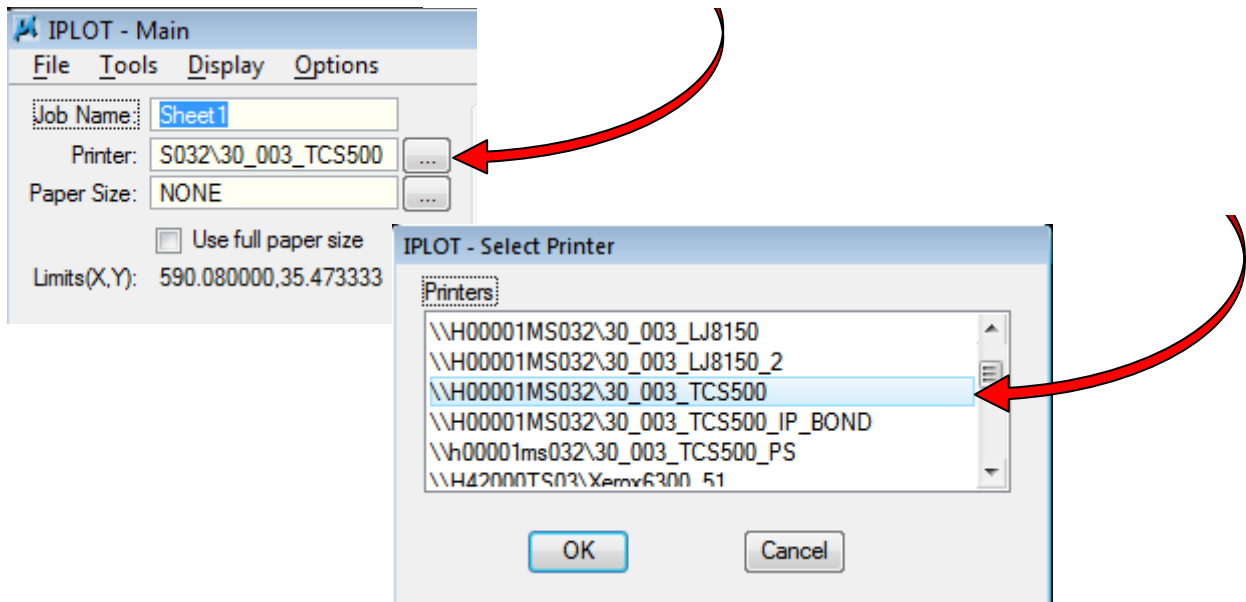 IPLOT - Main
File Tools Display Options
Job Name: Sheet1
Printer: S032\30_003_TCS500 ...
Paper Size: NONE ...
Use full paper size
Limits(X,Y): 590.080000,35.473333
IPLOT - Select Printer
Printers
\\H00001MS032\30_003_LJ8150
\\H00001MS032\30_003_LJ8150_2
\\H00001MS032\30_003_TCS500
\\H00001MS032\30_003_TCS500_IP_BOND
\\h00001ms032\30_003_TCS500_PS
\\H42000TS03\Xerox6300_51
OK Cancel